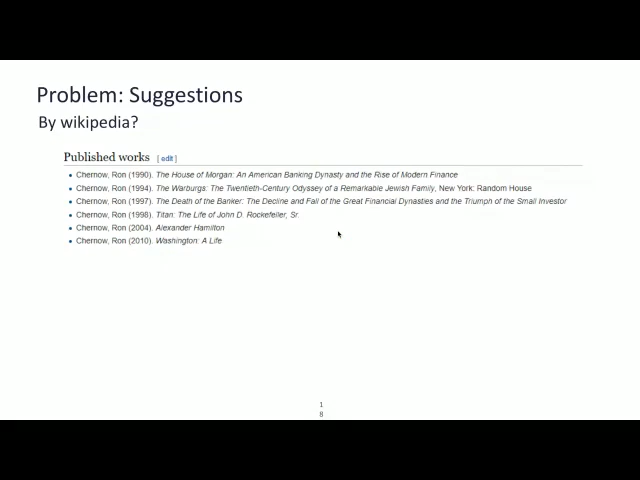 Problem: Suggestions
By wikipedia?
Published works [ edit ]
Chernow, Ron (1990). The House of Morgan: An American Banking Dynasty and the Rise of Modern Finance
Chernow, Ron (1994). The Warburgs: The Twentieth-Century Odyssey of a Remarkable Jewish Family, New York: Random House
Chernow, Ron (1997). The Death of the Banker: The Decline and Fall of the Great Financial Dynasties and the Triumph of the Small Investor
Chernow, Ron (1998). Titan: The Life of John D. Rockefeller, Sr.
Chernow, Ron (2004). Alexander Hamilton
Chernow, Ron (2010). Washington: A Life
1
8